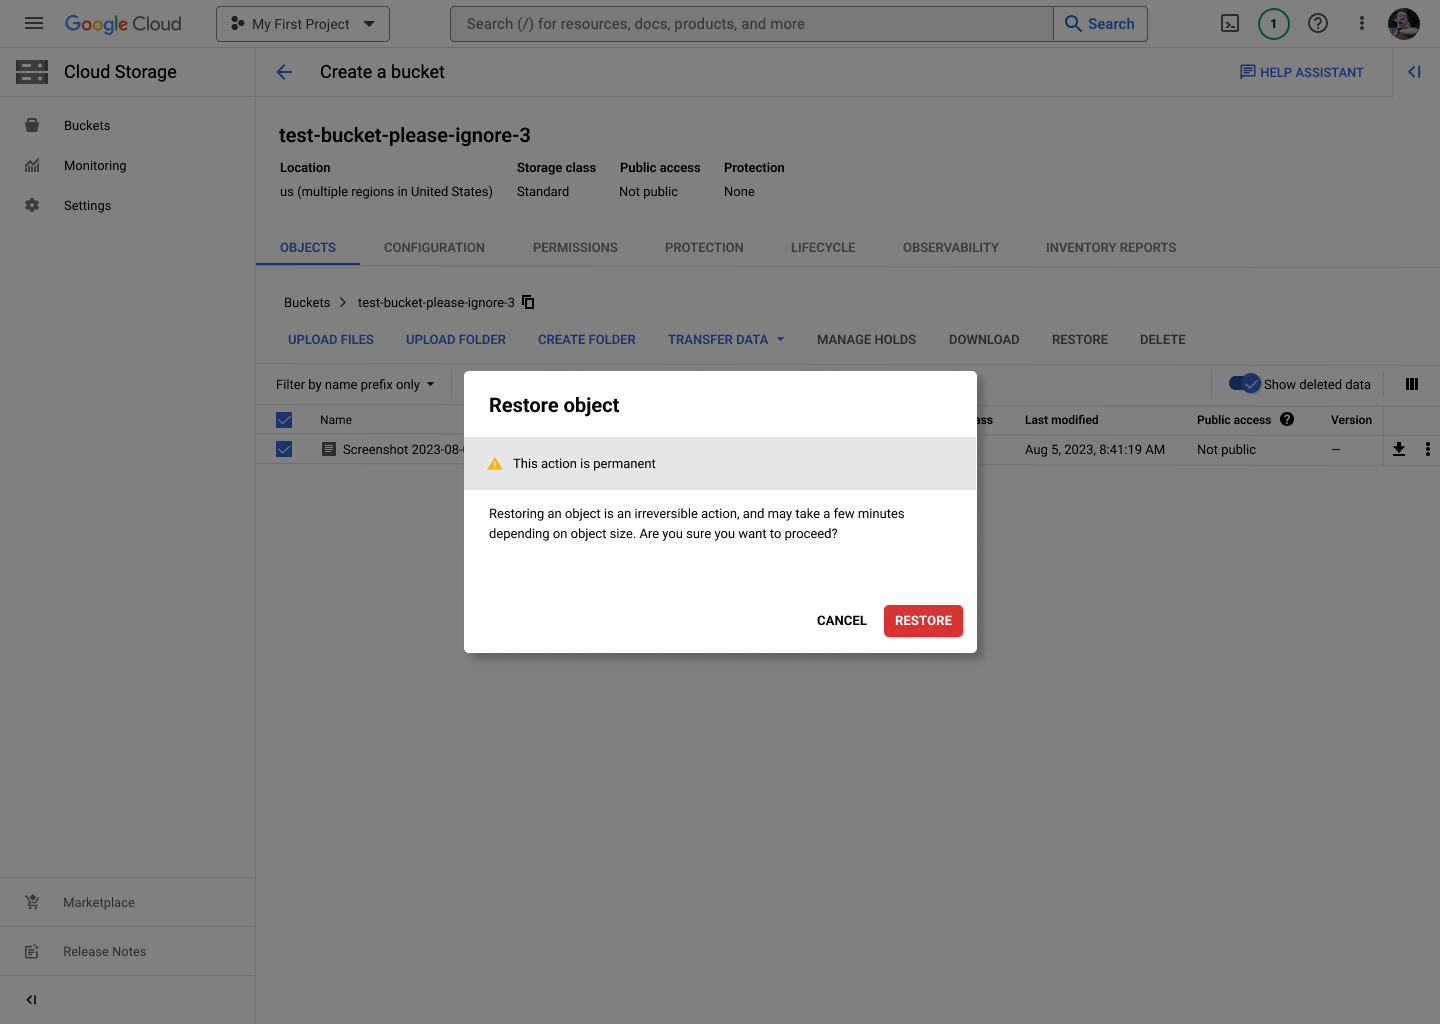 Google Cloud
My First Project
Search (/) for resources, docs, products, and more
Search
1
Cloud Storage
Create a bucket
HELP ASSISTANT
Buckets
Monitoring
Settings
test-bucket-please-ignore-3
Location Storage class Public access Protection
us (multiple regions in United States) Standard Not public None
OBJECTS CONFIGURATION PERMISSIONS PROTECTION LIFECYCLE OBSERVABILITY INVENTORY REPORTS
Buckets > test-bucket-please-ignore-3
UPLOAD FILES UPLOAD FOLDER CREATE FOLDER TRANSFER DATA MANAGE HOLDS DOWNLOAD RESTORE DELETE
Filter by name prefix only
Show deleted data
Name Last modified Public access Version
Screenshot 2023-08- Aug 5, 2023, 8:41:19 AM Not public —
Restore object
This action is permanent
Restoring an object is an irreversible action, and may take a few minutes
depending on object size. Are you sure you want to proceed?
CANCEL RESTORE
Marketplace
Release Notes